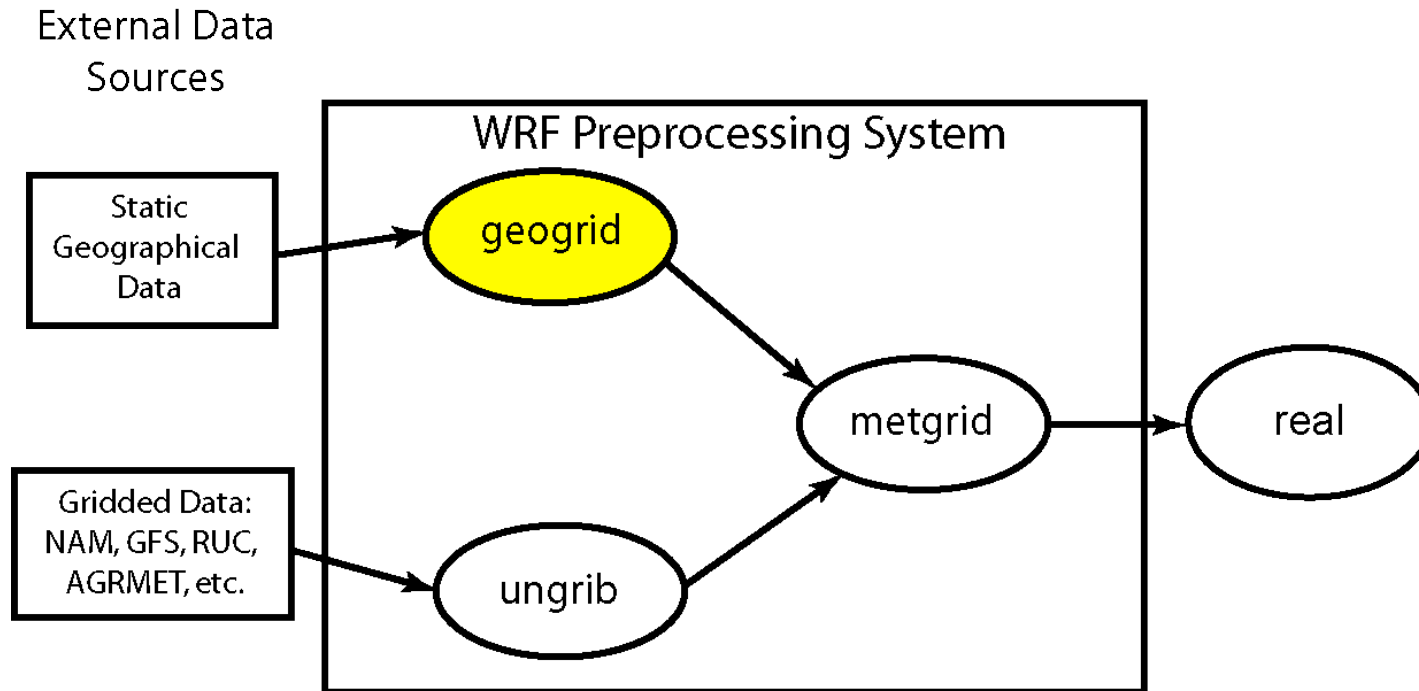 External Data
Sources
WRF Preprocessing System
Static
Geographical
Data
geogrid
metgrid
real
Gridded Data:
NAM, GFS, RUC,
AGRMET, etc.
ungrib